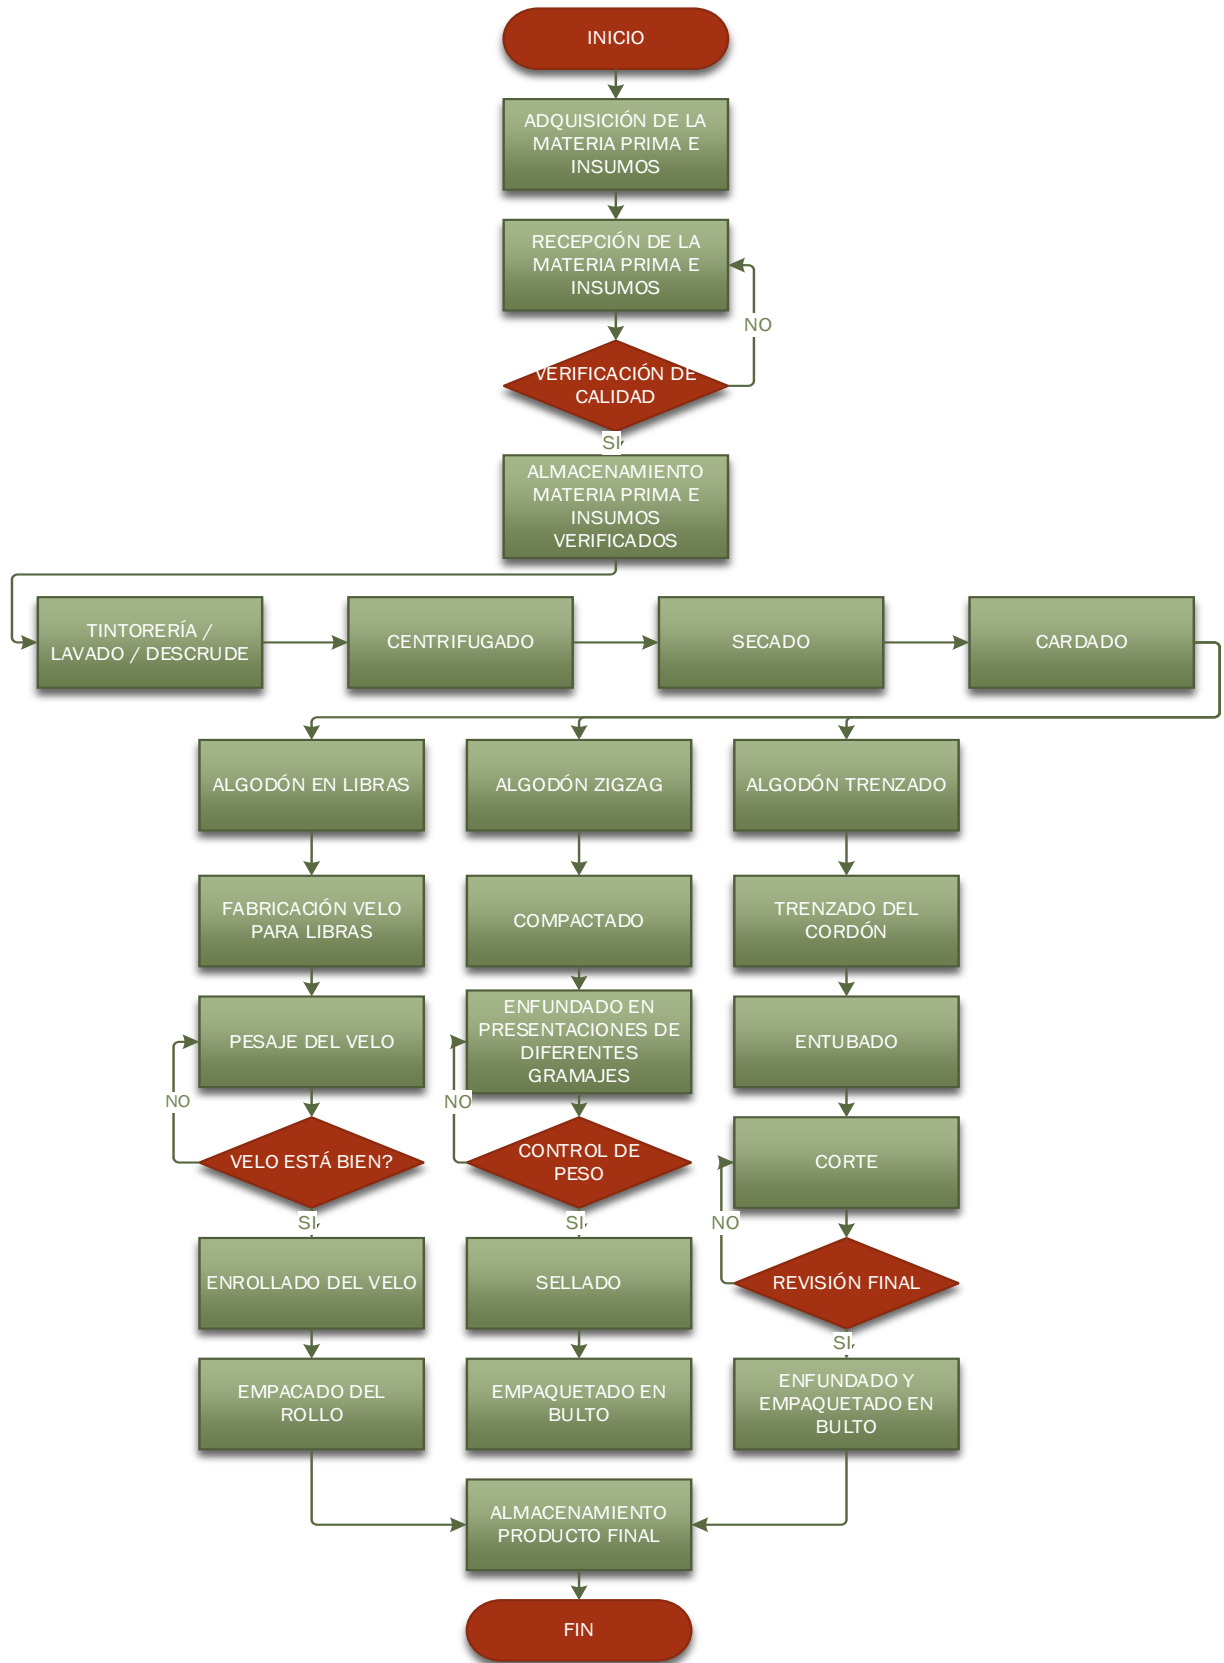 INICIO
ADQUISICIÓN DE LA
MATERIA PRIMA E
INSUMOS
RECEPCIÓN DE LA
MATERIA PRIMA E
INSUMOS
NO
VERIFICACIÓN DE
CALIDAD
SI
ALMACENAMIENTO
MATERIA PRIMA E
INSUMOS
VERIFICADOS
TINTORERÍA /
LAVADO / DESCRUDE
CENTRIFUGADO
SECADO
CARDADO
ALGODÓN EN LIBRAS
FABRICACIÓN VELO
PARA LIBRAS
PESAJE DEL VELO
NO
VELO ESTÁ BIEN?
SI
ENROLLADO DEL VELO
EMPACADO DEL
ROLLO
ALGODÓN ZIGZAG
COMPACTADO
ENFUNDADO EN
PRESENTACIONES DE
DIFERENTES
GRAMAJES
NO
CONTROL DE
PESO
SI
SELLADO
EMPAQUETADO EN
BULTO
ALGODÓN TRENZADO
TRENZADO DEL
CORDÓN
ENTUBADO
CORTE
NO
REVISIÓN FINAL
SI
ENFUNDADO Y
EMPAQUETADO EN
BULTO
ALMACENAMIENTO
PRODUCTO FINAL
FIN